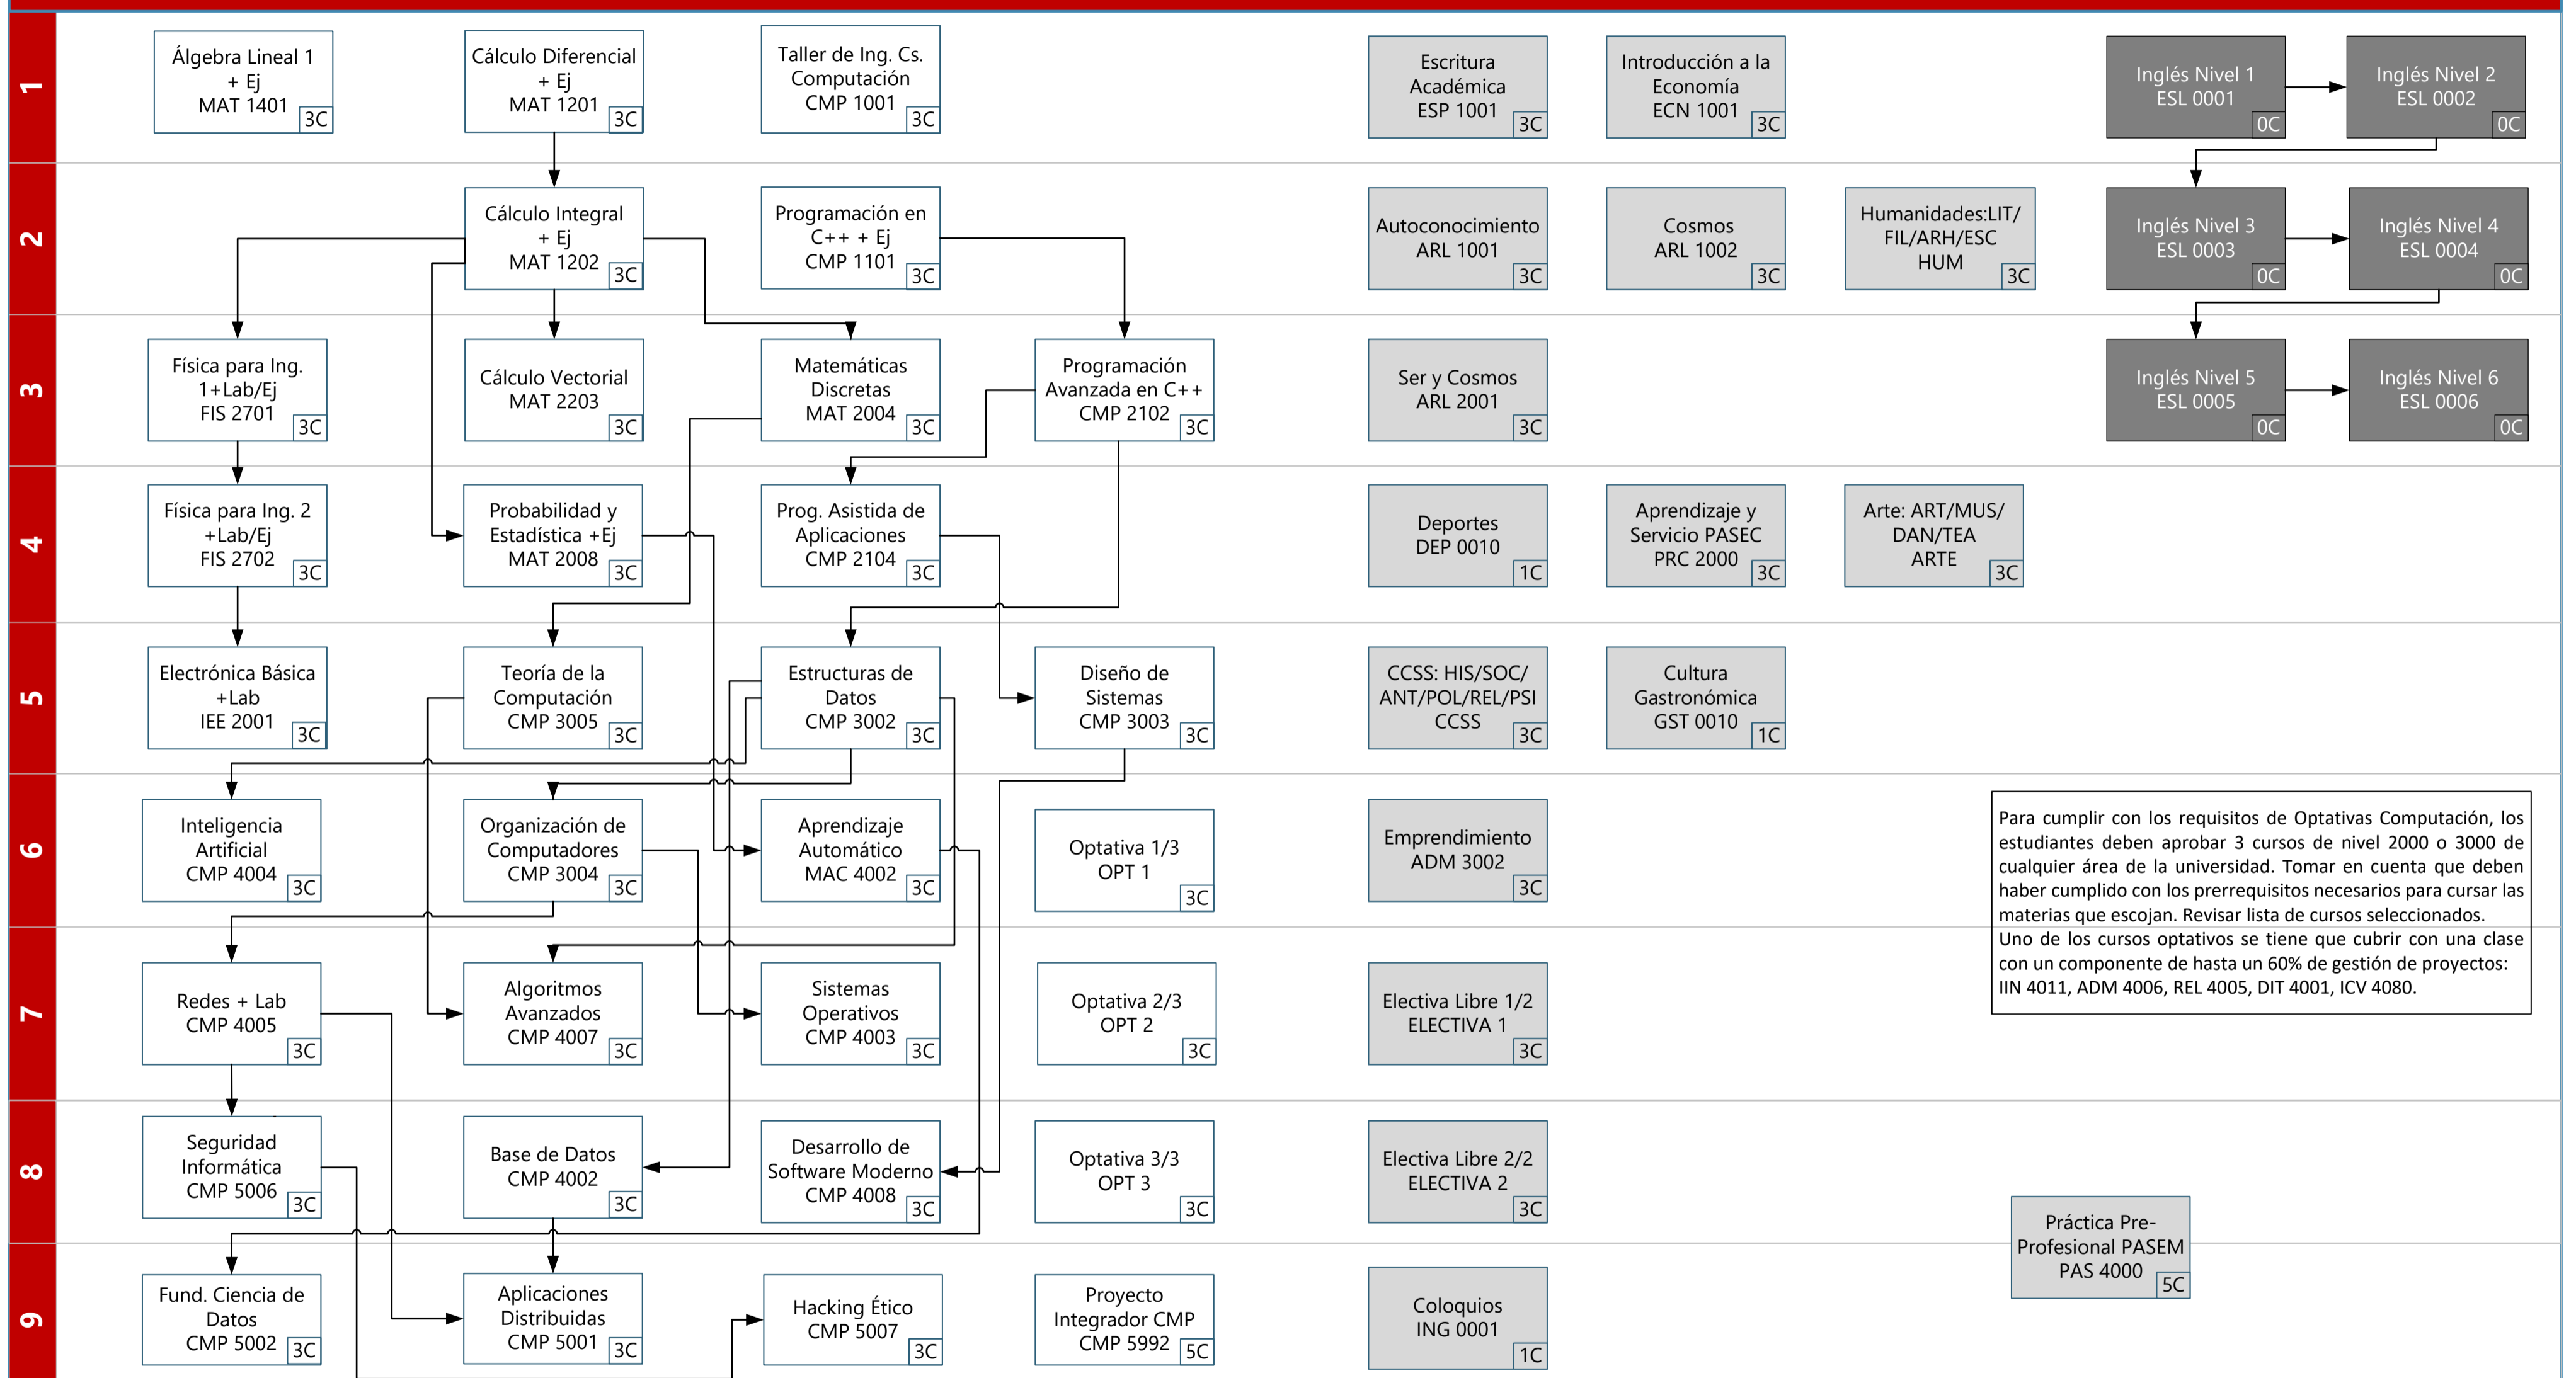 1
Álgebra Lineal 1
+ Ej
MAT 1401
3C
Cálculo Diferencial
+ Ej
MAT 1201
3C
Taller de Ing. Cs.
Computación
CMP 1001
3C
Escritura
Académica
ESP 1001
3C
Introducción a la
Economía
ECN 1001
3C
Inglés Nivel 1
ESL 0001
0C
Inglés Nivel 2
ESL 0002
0C
2
Cálculo Integral
+ Ej
MAT 1202
3C
Programación en
C++ + Ej
CMP 1101
3C
Autoconocimiento
ARL 1001
3C
Cosmos
ARL 1002
3C
Humanidades:LIT/
FIL/ARH/ESC
HUM
3C
Inglés Nivel 3
ESL 0003
0C
Inglés Nivel 4
ESL 0004
0C
3
Física para Ing.
1+Lab/Ej
FIS 2701
3C
Cálculo Vectorial
MAT 2203
3C
Matemáticas
Discretas
MAT 2004
3C
Programación
Avanzada en C++
CMP 2102
3C
Ser y Cosmos
ARL 2001
3C
Inglés Nivel 5
ESL 0005
0C
Inglés Nivel 6
ESL 0006
0C
4
Física para Ing. 2
+Lab/Ej
FIS 2702
3C
Probabilidad y
Estadística +Ej
MAT 2008
3C
Prog. Asistida de
Aplicaciones
CMP 2104
3C
Deportes
DEP 0010
1C
Aprendizaje y
Servicio PASEC
PRC 2000
3C
Arte: ART/MUS/
DAN/TEA
ARTE
3C
5
Electrónica Básica
+Lab
IEE 2001
3C
Teoría de la
Computación
CMP 3005
3C
Estructuras de
Datos
CMP 3002
3C
Diseño de
Sistemas
CMP 3003
3C
CCSS: HIS/SOC/
ANT/POL/REL/PSI
CCSS
3C
Cultura
Gastronómica
GST 0010
1C
6
Inteligencia
Artificial
CMP 4004
3C
Organización de
Computadores
CMP 3004
3C
Aprendizaje
Automático
MAC 4002
3C
Optativa 1/3
OPT 1
3C
Emprendimiento
ADM 3002
3C
Para cumplir con los requisitos de Optativas Computación, los
estudiantes deben aprobar 3 cursos de nivel 2000 o 3000 de
cualquier área de la universidad. Tomar en cuenta que deben
haber cumplido con los prerrequisitos necesarios para cursar las
materias que escojan. Revisar lista de cursos seleccionados.
Uno de los cursos optativos se tiene que cubrir con una clase
con un componente de hasta un 60% de gestión de proyectos:
IIN 4011, ADM 4006, REL 4005, DIT 4001, ICV 4080.
7
Redes + Lab
CMP 4005
3C
Algoritmos
Avanzados
CMP 4007
3C
Sistemas
Operativos
CMP 4003
3C
Optativa 2/3
OPT 2
3C
Electiva Libre 1/2
ELECTIVA 1
3C
8
Seguridad
Informática
CMP 5006
3C
Base de Datos
CMP 4002
3C
Desarrollo de
Software Moderno
CMP 4008
3C
Optativa 3/3
OPT 3
3C
Electiva Libre 2/2
ELECTIVA 2
3C
Práctica Pre-
Profesional PASEM
PAS 4000
5C
9
Fund. Ciencia de
Datos
CMP 5002
3C
Aplicaciones
Distribuidas
CMP 5001
3C
Hacking Ético
CMP 5007
3C
Proyecto
Integrador CMP
CMP 5992
5C
Coloquios
ING 0001
1C